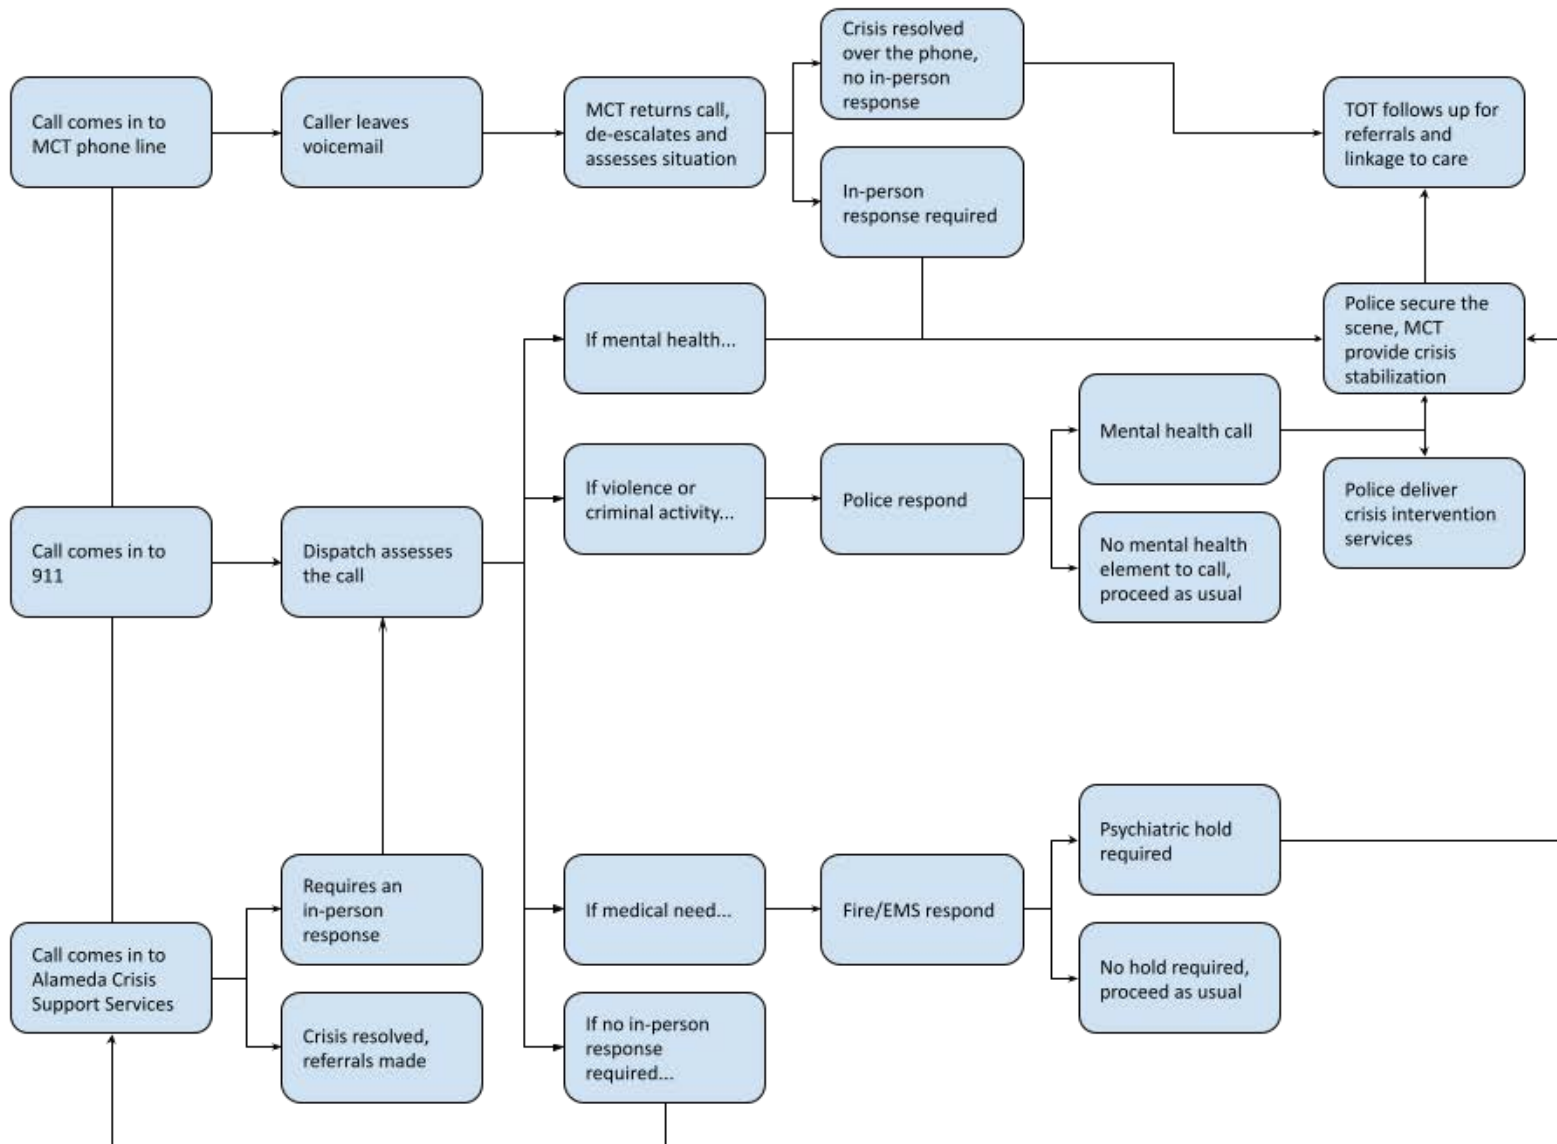 Crisis resolved
over the phone,
no in-person
response
Call comes in to
MCT phone line
Caller leaves
voicemail
MCT returns call,
de-escalates and
assesses situation
TOT follows up for
referrals and
linkage to care
In-person
response required
If mental health...
Police secure the
scene, MCT
provide crisis
stabilization
Mental health call
If violence or
criminal activity...
Police respond
Police deliver
crisis intervention
services
Call comes in to
911
Dispatch assesses
the call
No mental health
element to call,
proceed as usual
Psychiatric hold
required
Requires an
in-person
response
If medical need...
Fire/EMS respond
Call comes in to
Alameda Crisis
Support Services
No hold required,
proceed as usual
Crisis resolved,
referrals made
If no in-person
response
required...